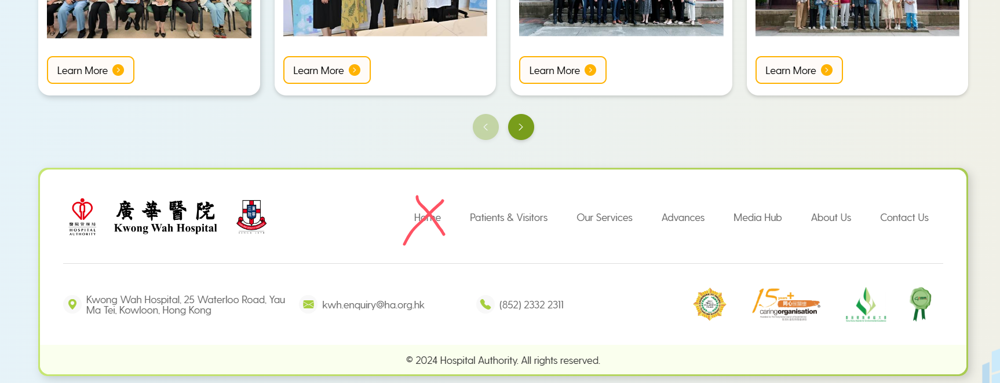 Learn More
Learn More
Learn More
Learn More
醫院管理局
HOSPITAL
AUTHORITY
廣華醫院
Kwong Wah Hospital
SINCE 1870
Home
Patients & Visitors
Our Services
Advances
Media Hub
About Us
Contact Us
Kwong Wah Hospital, 25 Waterloo Road, Yau
Ma Tei, Kowloon, Hong Kong
kwh.enquiry@ha.org.hk
(852) 2332 2311
15 years+
同心展關懷
caringorganisation
© 2024 Hospital Authority. All rights reserved.